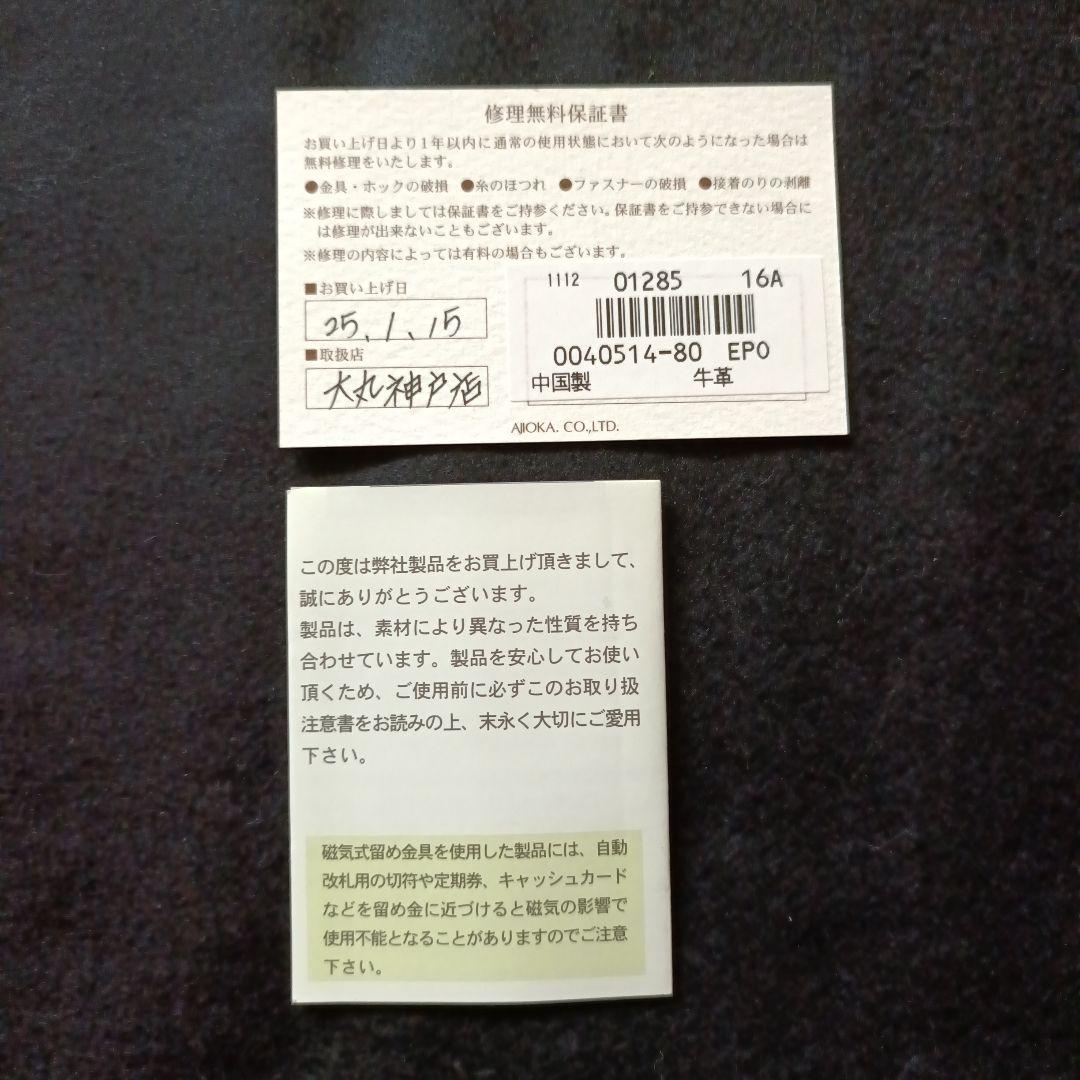 修理無料保証書
お買い上げ日より1年以内に通常の使用状態において次のようになった場合は
無料修理をいたします。
●金具・ホックの破損 ●糸のほつれ ●ファスナーの破損 ●接着のりの剥離
※修理に際しましては保証書をご持参ください。保証書をご持参できない場合に
は修理が出来ないこともございます。
※修理の内容によっては有料の場合もございます。
■お買い上げ日
25.1.15
■取扱店
大丸神戸店
1112 01285 16A
0040514-80 EPO
中国製 牛革
AJIOKA. CO.,LTD.
この度は弊社製品をお買上げ頂きまして、
誠にありがとうございます。
製品は、素材により異なった性質を持ち
合わせています。製品を安心してお使い
頂くため、ご使用前に必ずこのお取り扱
注意書をお読みの上、末永く大切にご愛用
下さい。
磁気式留め金具を使用した製品には、自動
改札用の切符や定期券、キャッシュカード
などを留め金に近づけると磁気の影響で
使用不能となることがありますのでご注意
下さい。